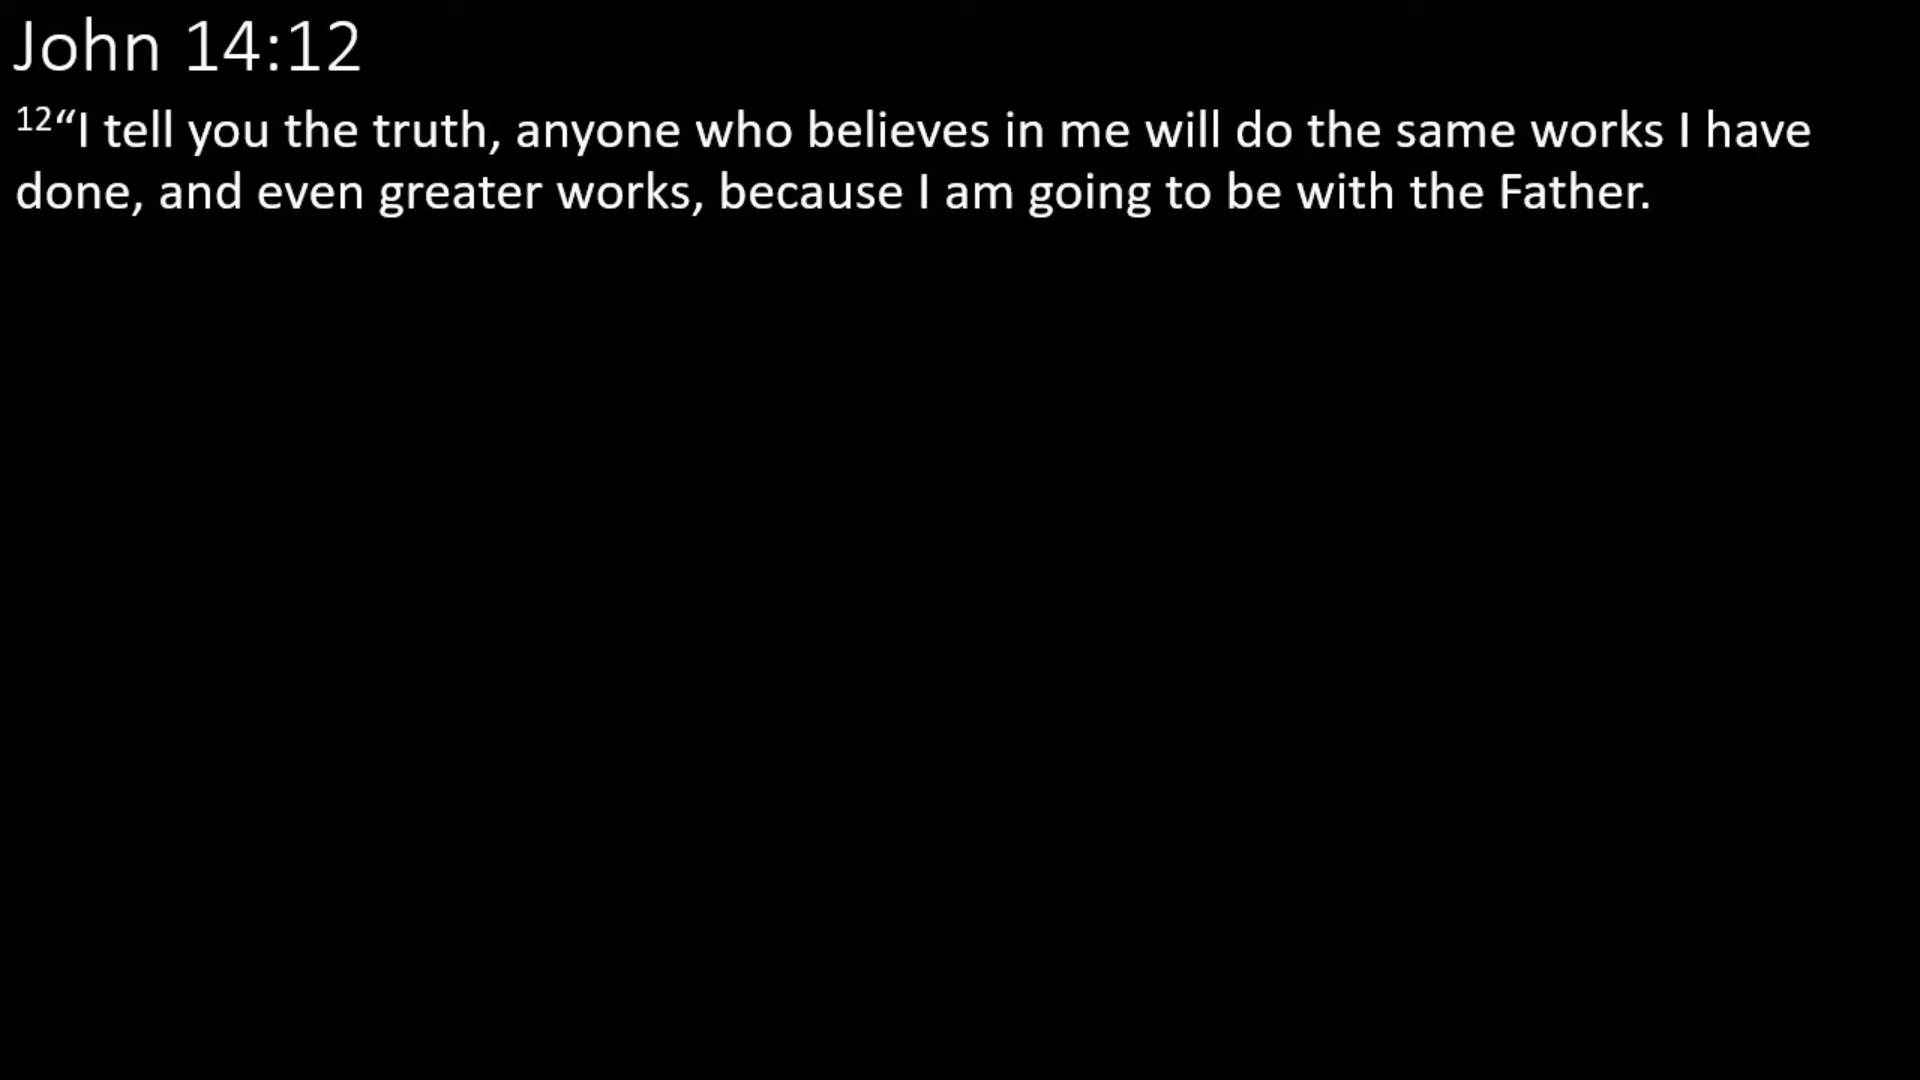 John 14:12
12“I tell you the truth, anyone who believes in me will do the same works I have
done, and even greater works, because I am going to be with the Father.